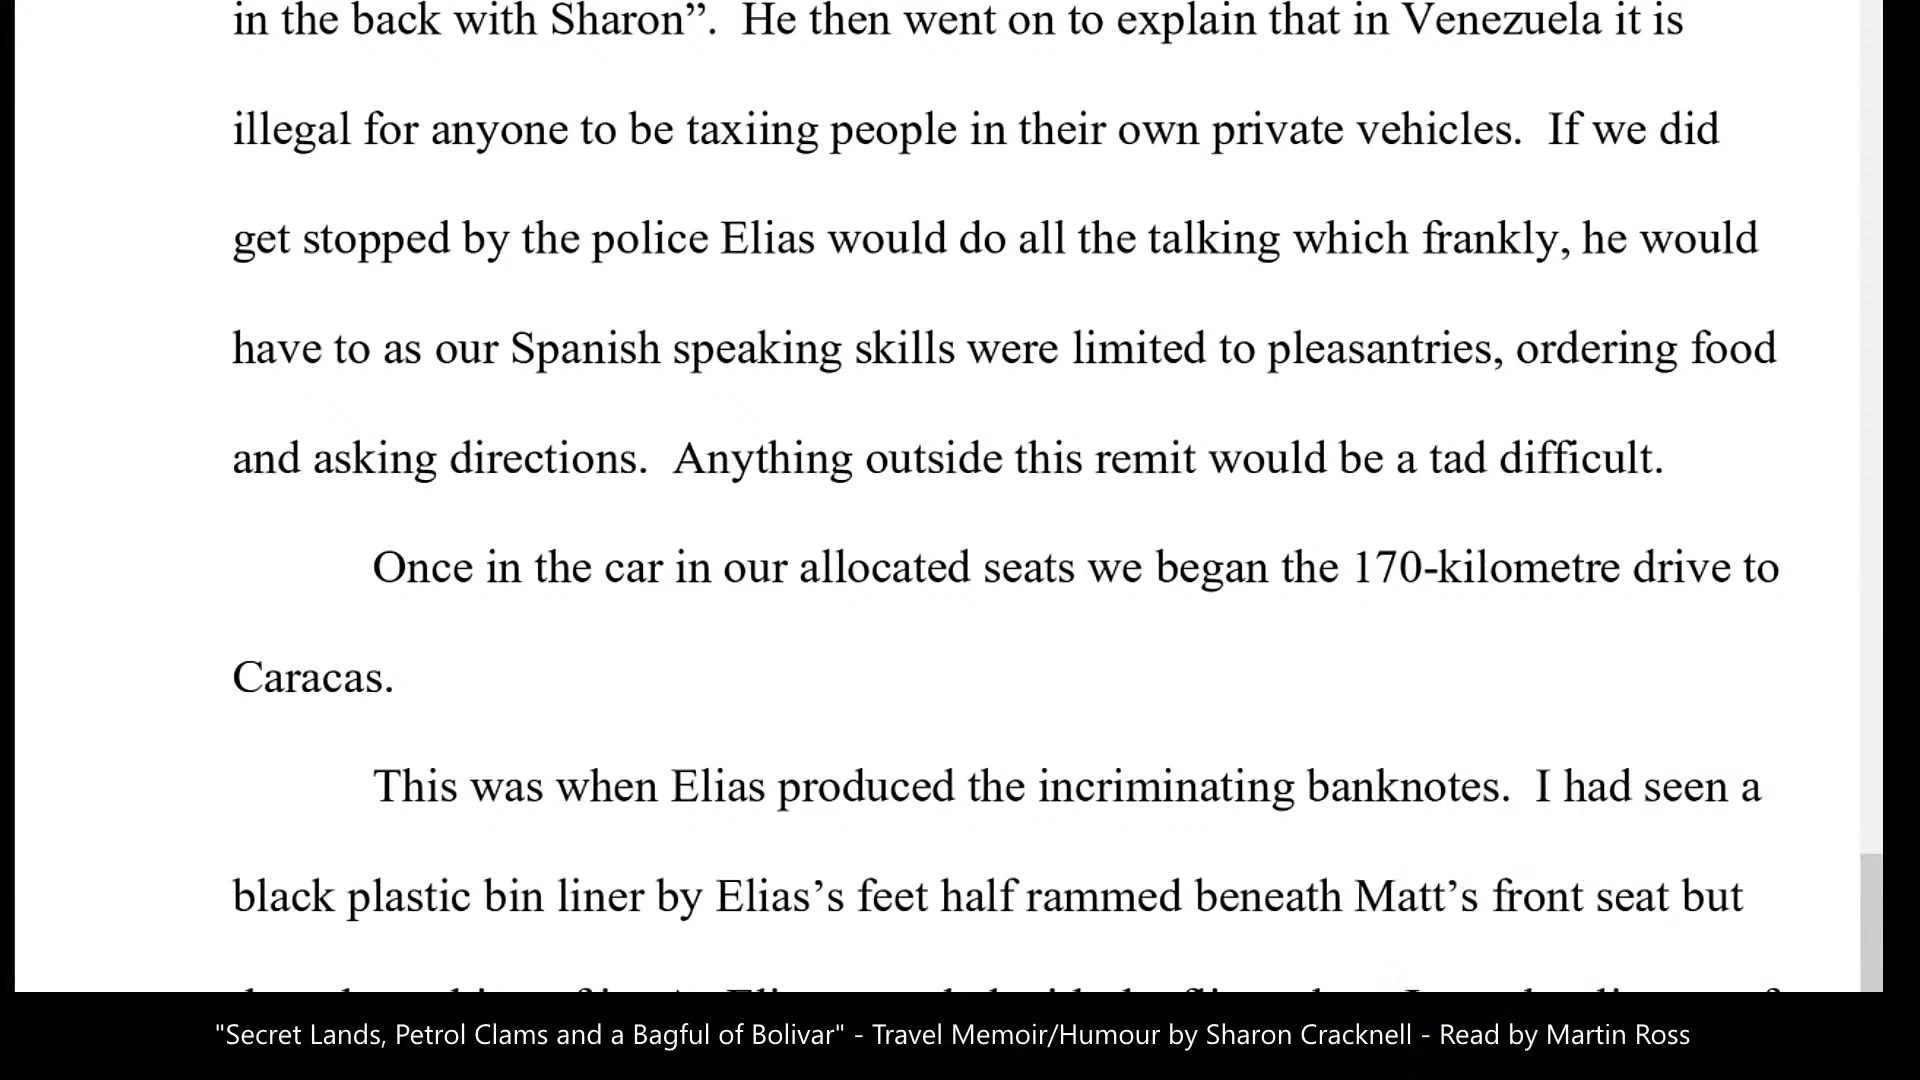 in the back with Sharon”.  He then went on to explain that in Venezuela it is
illegal for anyone to be taxiing people in their own private vehicles.  If we did
get stopped by the police Elias would do all the talking which frankly, he would
have to as our Spanish speaking skills were limited to pleasantries, ordering food
and asking directions.  Anything outside this remit would be a tad difficult.
Once in the car in our allocated seats we began the 170-kilometre drive to
Caracas.
This was when Elias produced the incriminating banknotes.  I had seen a
black plastic bin liner by Elias’s feet half rammed beneath Matt’s front seat but
"Secret Lands, Petrol Clams and a Bagful of Bolivar" - Travel Memoir/Humour by Sharon Cracknell - Read by Martin Ross